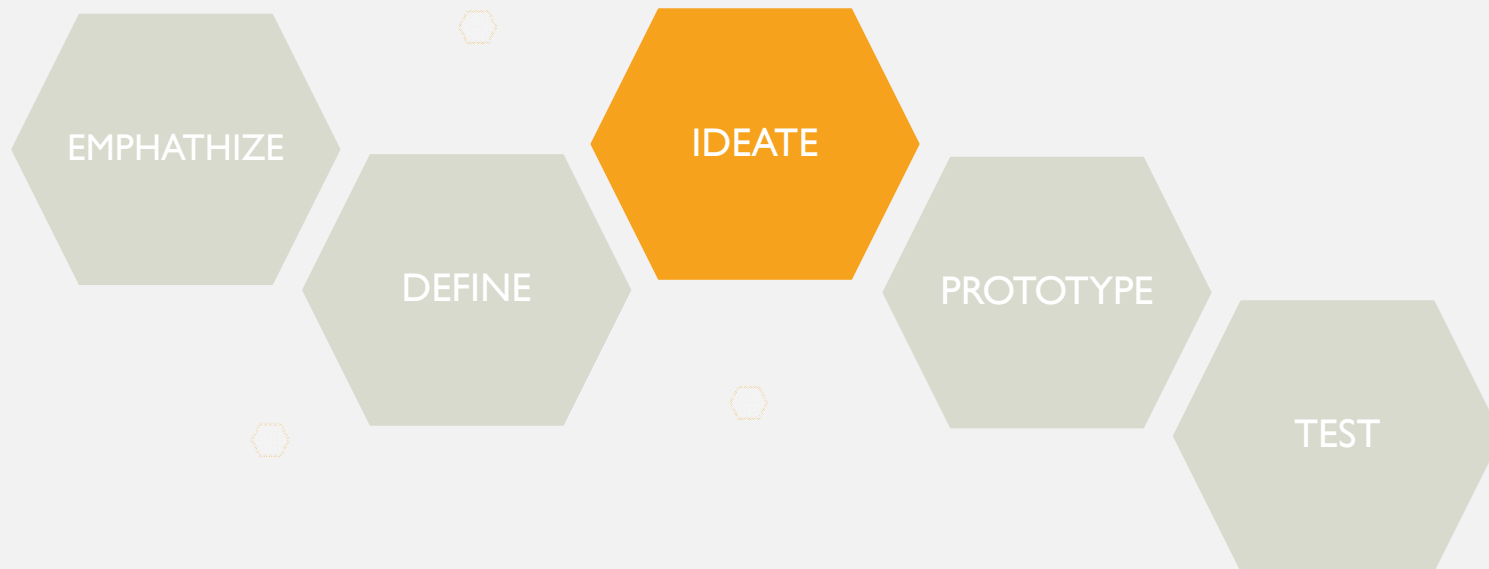 EMPHATHIZE
DEFINE
IDEATE
PROTOTYPE
TEST